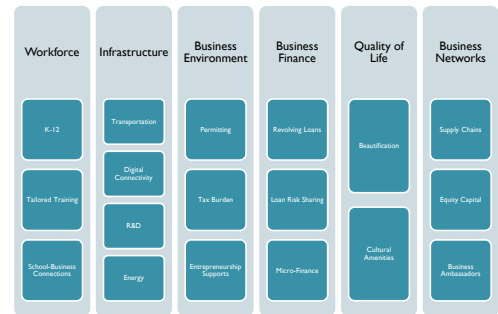 Workforce
K-12
Tailored Training
School-Business
Connections
Infrastructure
Transportation
Digital
Connectivity
R&D
Energy
Business
Environment
Permitting
Tax Burden
Entrepreneurship
Supports
Business
Finance
Revolving Loans
Loan Risk Sharing
Micro-Finance
Quality of
Life
Beautification
Cultural
Amenities
Business
Networks
Supply Chains
Equity Capital
Business
Ambassadors